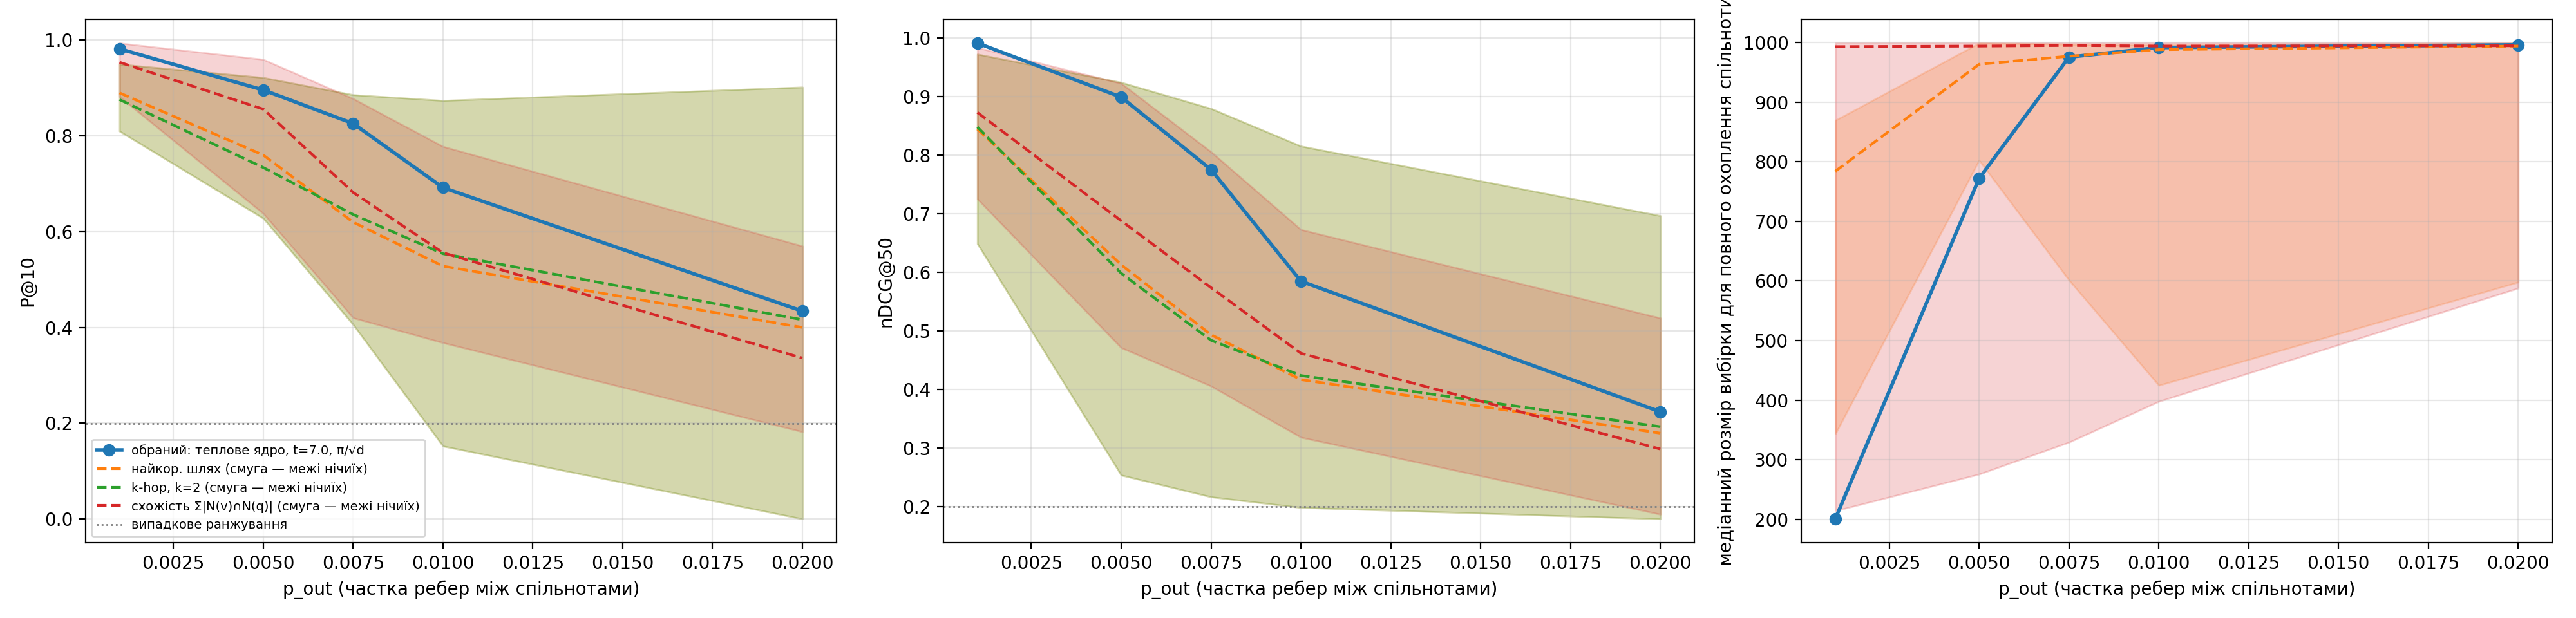 P@10
1.0
0.8
0.6
0.4
0.2
0.0
обраний: теплове ядро, t=7.0, π/√d
найкор. шлях (смуга — межі нічиїх)
k-hop, k=2 (смуга — межі нічиїх)
схожість Σ|N(v)∩N(q)| (смуга — межі нічиїх)
випадкове ранжування
0.0025 0.0050 0.0075 0.0100 0.0125 0.0150 0.0175 0.0200
p_out (частка ребер між спільнотами)
nDCG@50
1.0
0.9
0.8
0.7
0.6
0.5
0.4
0.3
0.2
0.0025 0.0050 0.0075 0.0100 0.0125 0.0150 0.0175 0.0200
p_out (частка ребер між спільнотами)
медіанний розмір вибірки для повного охоплення спільноти
1000
900
800
700
600
500
400
300
200
0.0025 0.0050 0.0075 0.0100 0.0125 0.0150 0.0175 0.0200
p_out (частка ребер між спільнотами)